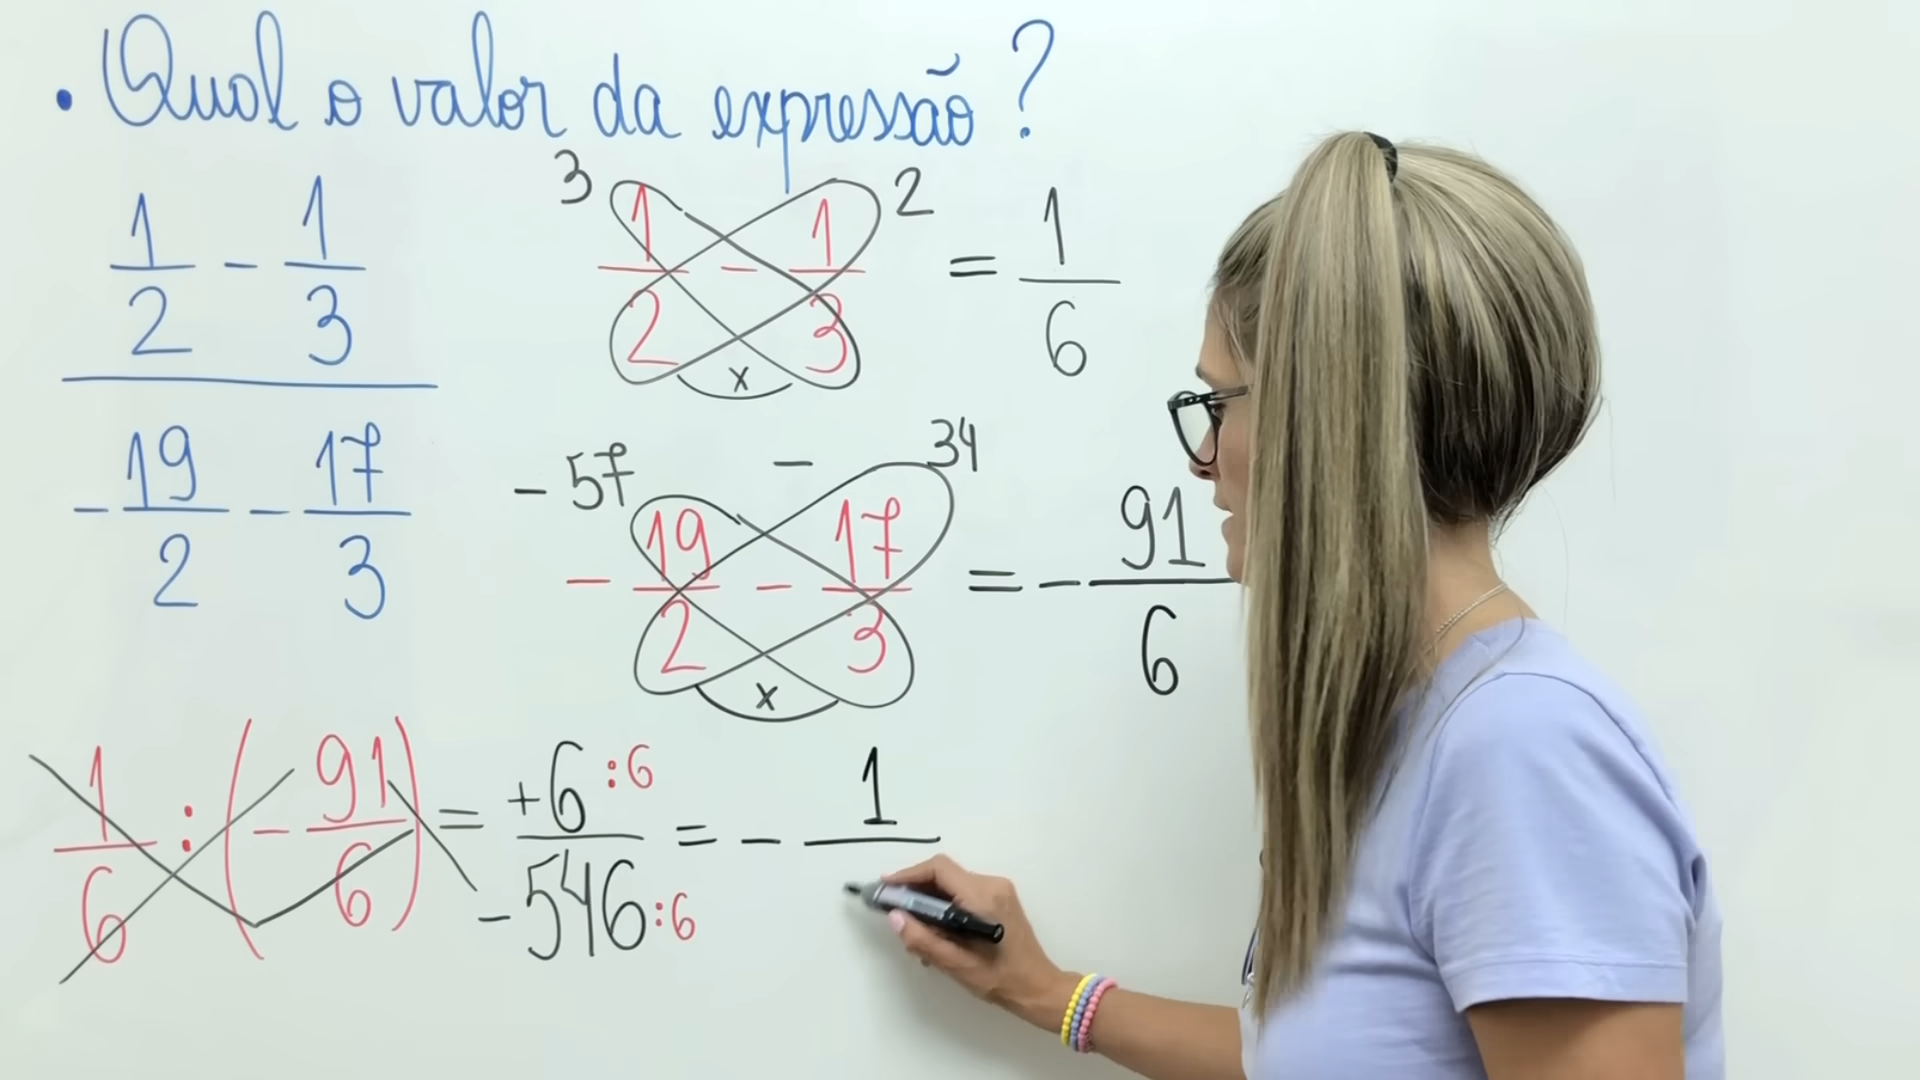 • Qual o valor da expressão ?
1/2 - 1/3
- 19/2 - 17/3
3 1/2 - 1/3 2 = 1/6
x
- 57 - 34
- 19/2 - 17/3 = - 91/6
x
1/6 : (- 91/6) = +6 :6 / -546 :6 = - 1/